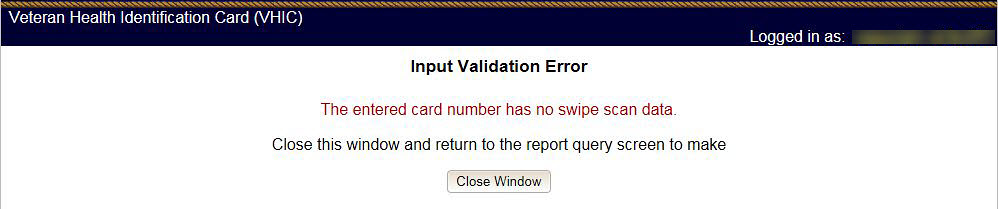 Veteran Health Identification Card (VHIC)
Logged in as:
Input Validation Error
The entered card number has no swipe scan data.
Close this window and return to the report query screen to make
Close Window